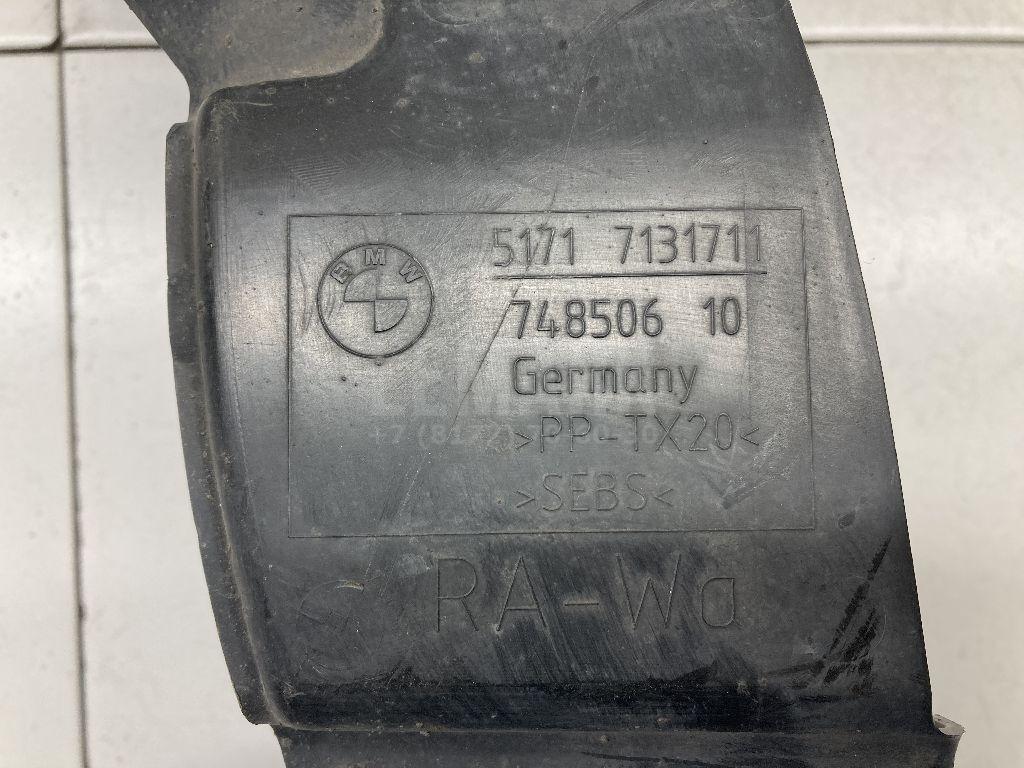 BMW
5171 7131711
748506 10
Germany
>PP-TX20<
>SEBS<
RA-Wa